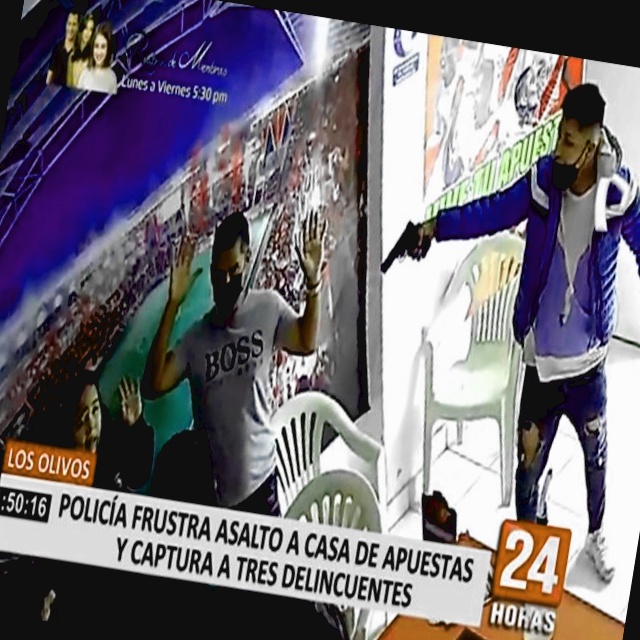 Lunes a Viernes 5:30 pm
BOSS
LOS OLIVOS
:50:16
POLICÍA FRUSTRA ASALTO A CASA DE APUESTAS
Y CAPTURA A TRES DELINCUENTES
24
HORAS